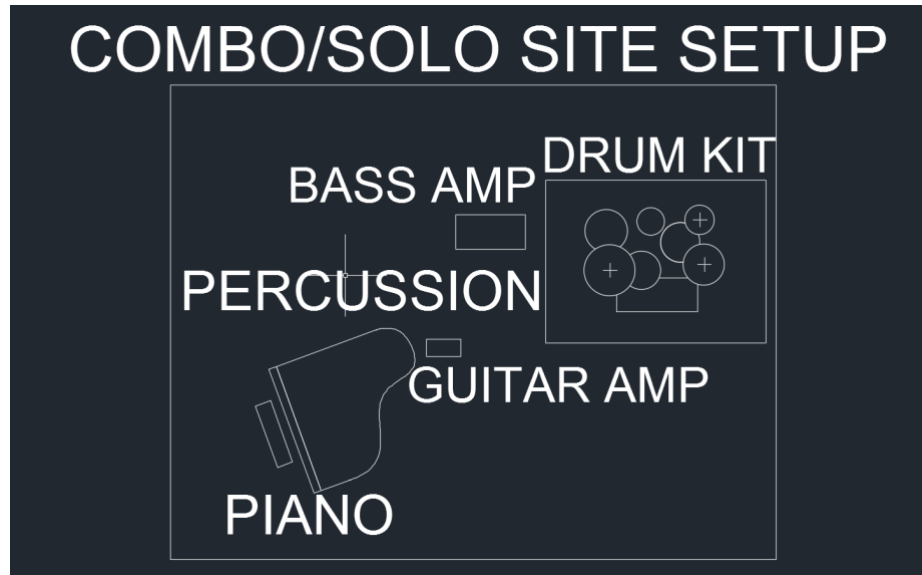 COMBO/SOLO SITE SETUP
DRUM KIT
BASS AMP
PERCUSSION
GUITAR AMP
PIANO